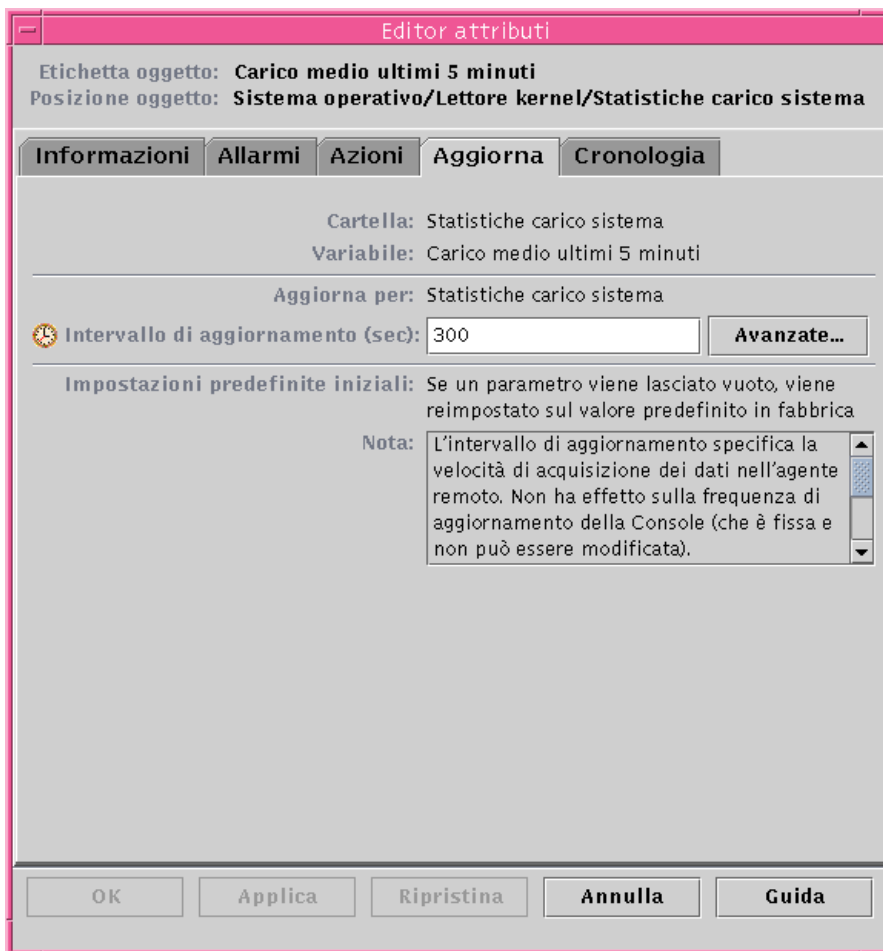 Editor attributi
Etichetta oggetto: Carico medio ultimi 5 minuti
Posizione oggetto: Sistema operativo/Lettore kernel/Statistiche carico sistema
Informazioni Allarmi Azioni Aggiorna Cronologia
Cartella: Statistiche carico sistema
Variabile: Carico medio ultimi 5 minuti
Aggiorna per: Statistiche carico sistema
Intervallo di aggiornamento (sec): 300 Avanzate...
Impostazioni predefinite iniziali: Se un parametro viene lasciato vuoto, viene
reimpostato sul valore predefinito in fabbrica
Nota: L'intervallo di aggiornamento specifica la
velocità di acquisizione dei dati nell'agente
remoto. Non ha effetto sulla frequenza di
aggiornamento della Console (che è fissa e
non può essere modificata).
OK Applica Ripristina Annulla Guida